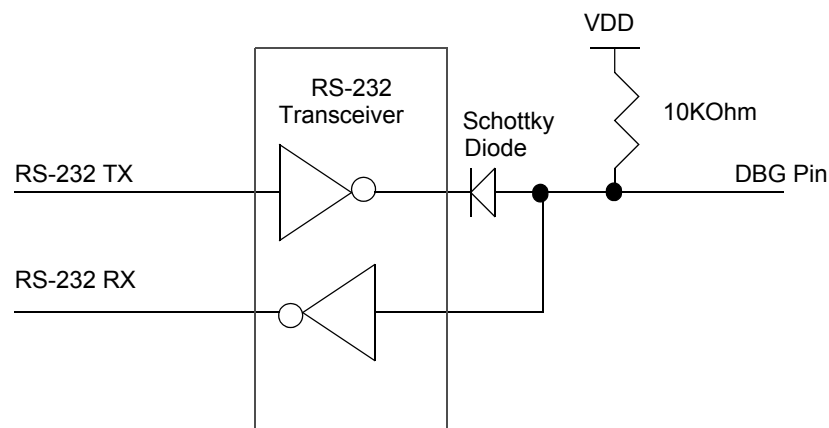 VDD
RS-232
Transceiver
Schottky
Diode
10KOhm
RS-232 TX
DBG Pin
RS-232 RX